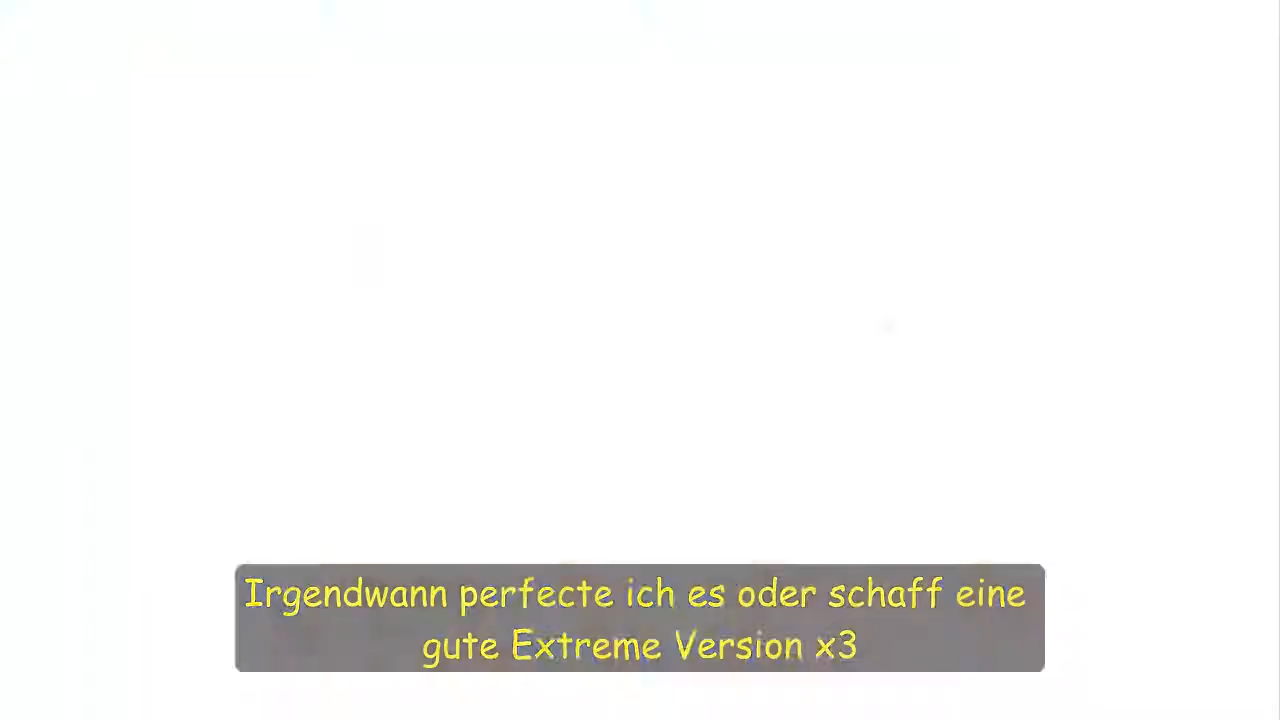 Irgendwann perfecte ich es oder schaff eine
gute Extreme Version x3